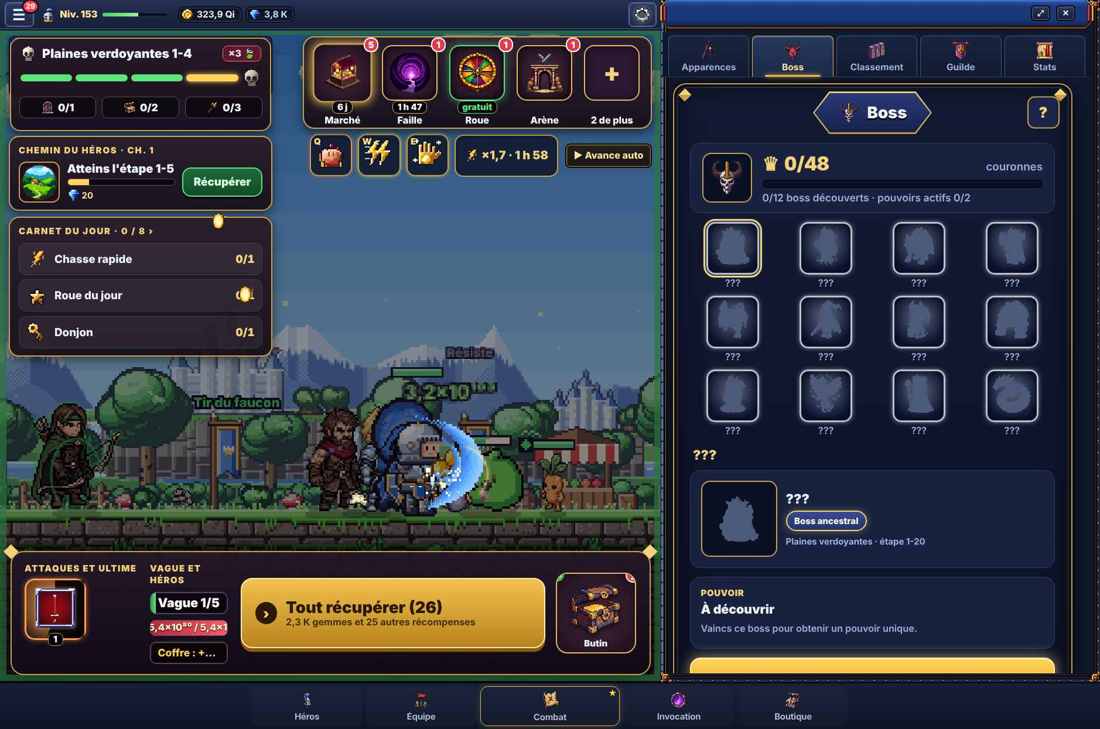 29
Niv. 153
323,9 Qi
3,8 K
Plaines verdoyantes 1-4
×3
0/1
0/2
0/3
CHEMIN DU HÉROS · CH. 1
Atteins l'étape 1-5
20
Récupérer
CARNET DU JOUR · 0 / 8 ›
Chasse rapide
0/1
Roue du jour
Donjon
0/1
5
6 j
Marché
1
1 h 47
Faille
1
gratuit
Roue
1
Arène
+
2 de plus
Q
W
E
×1,7 · 1 h 58
▶ Avance auto
Résiste
Tir du faucon
ATTAQUES ET ULTIME
1
VAGUE ET
HÉROS
Vague 1/5
Coffre : +...
› Tout récupérer (26)
2,3 K gemmes et 25 autres récompenses
Butin
Héros
Équipe
Combat
Invocation
Boutique
Apparences
Boss
Classement
Guilde
Stats
Boss
?
0/48
couronnes
0/12 boss découverts · pouvoirs actifs 0/2
???
???
???
???
???
???
???
???
???
???
???
???
???
???
Boss ancestral
Plaines verdoyantes · étape 1-20
POUVOIR
À découvrir
Vaincs ce boss pour obtenir un pouvoir unique.